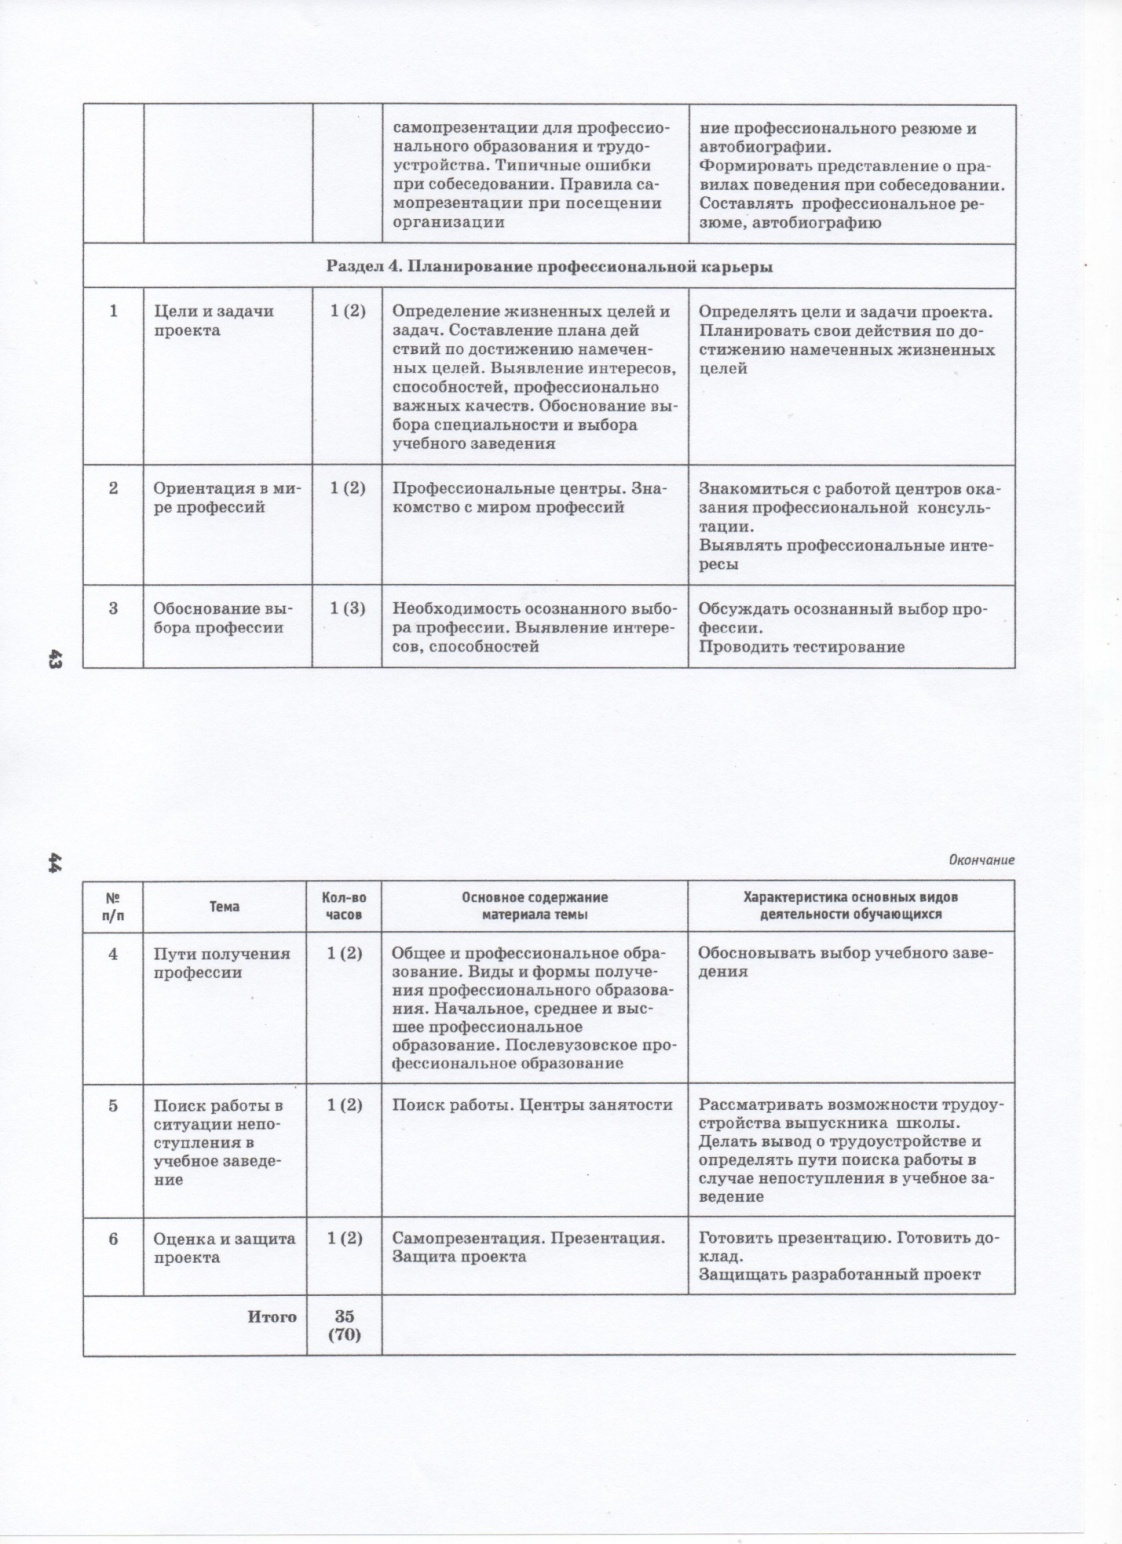 самопрезентации для профессио-
нального образования и трудо-
устройства. Типичные ошибки
при собеседовании. Правила са-
мопрезентации при посещении
организации
ние профессионального резюме и
автобиографии.
Формировать представление о пра-
вилах поведения при собеседовании.
Составлять профессиональное ре-
зюме, автобиографию
Раздел 4. Планирование профессиональной карьеры
1
Цели и задачи
проекта
1 (2)
Определение жизненных целей и
задач. Составление плана дей
ствий по достижению намечен-
ных целей. Выявление интересов,
способностей, профессионально
важных качеств. Обоснование вы-
бора специальности и выбора
учебного заведения
Определять цели и задачи проекта.
Планировать свои действия по до-
стижению намеченных жизненных
целей
2
Ориентация в ми-
ре профессий
1 (2)
Профессиональные центры. Зна-
комство с миром профессий
Знакомиться с работой центров ока-
зания профессиональной консуль-
тации.
Выявлять профессиональные инте-
ресы
3
Обоснование вы-
бора профессии
1 (3)
Необходимость осознанного выбо-
ра профессии. Выявление интере-
сов, способностей
Обсуждать осознанный выбор про-
фессии.
Проводить тестирование
43
44
Окончание
№
п/п
Тема
Кол-во
часов
Основное содержание
материала темы
Характеристика основных видов
деятельности обучающихся
4
Пути получения
профессии
1 (2)
Общее и профессиональное обра-
зование. Виды и формы получе-
ния профессионального образова-
ния. Начальное, среднее и выс-
шее профессиональное
образование. Послевузовское про-
фессиональное образование
Обосновывать выбор учебного заве-
дения
5
Поиск работы в
ситуации непо-
ступления в
учебное заведе-
ние
1 (2)
Поиск работы. Центры занятости
Рассматривать возможности трудоу-
стройства выпускника школы.
Делать вывод о трудоустройстве и
определять пути поиска работы в
случае непоступления в учебное за-
ведение
6
Оценка и защита
проекта
1 (2)
Самопрезентация. Презентация.
Защита проекта
Готовить презентацию. Готовить до-
клад.
Защищать разработанный проект
Итого
35
(70)